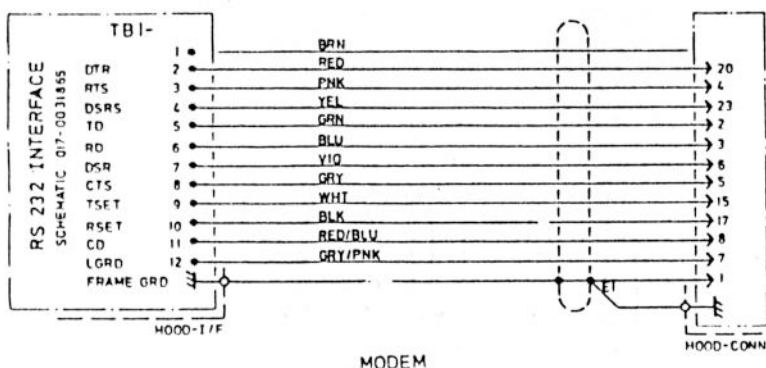 TB1-
RS 232 INTERFACE
SCHEMATIC 017-0031865
1 BRN
DTR 2 RED 20
RTS 3 PNK 4
DSRS 4 YEL 23
TD 5 GRN 2
RD 6 BLU 3
DSR 7 VIO 6
CTS 8 GRY 5
TSET 9 WHT 15
RSET 10 BLK 17
CD 11 RED/BLU 8
LGRD 12 GRY/PNK 7
FRAME GRD 1
E1
HOOD-I/F
HOOD-CONN
MODEM